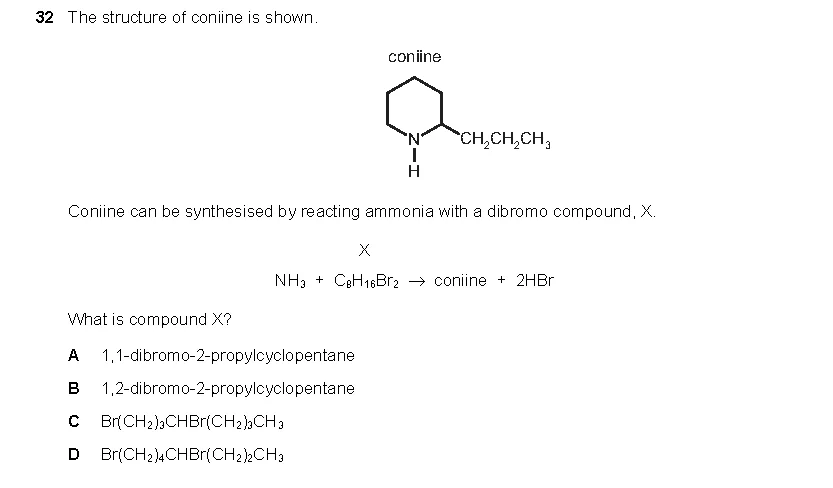 32 The structure of coniine is shown.
coniine
N
CH₂CH₂CH₃
H
Coniine can be synthesised by reacting ammonia with a dibromo compound, X.
X
NH₃ + C₈H₁₆Br₂ → coniine + 2HBr
What is compound X?
A 1,1-dibromo-2-propylcyclopentane
B 1,2-dibromo-2-propylcyclopentane
C Br(CH₂)₃CHBr(CH₂)₃CH₃
D Br(CH₂)₄CHBr(CH₂)₂CH₃